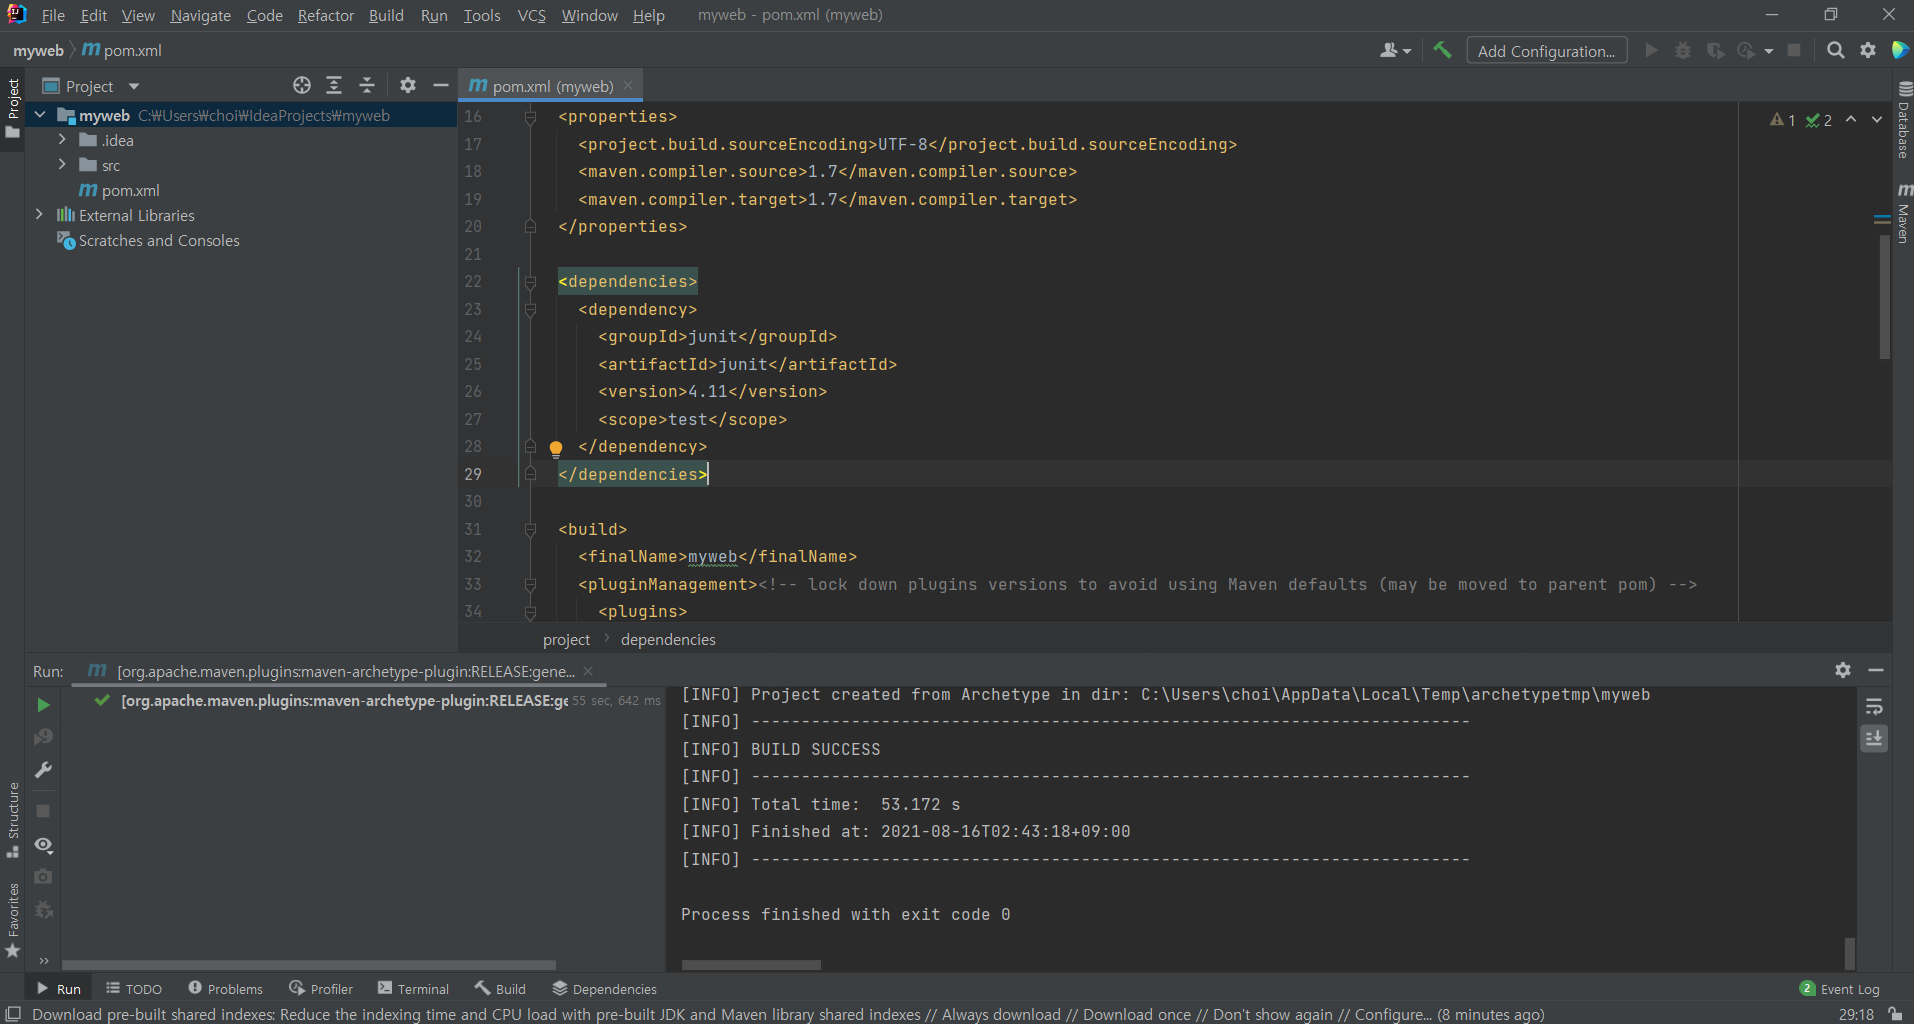 File Edit View Navigate Code Refactor Build Run Tools VCS Window Help myweb - pom.xml (myweb)
myweb m pom.xml Add Configuration...
Project
Project
m pom.xml (myweb)
myweb C:₩Users₩choi₩IdeaProjects₩myweb
.idea
src
m pom.xml
External Libraries
Scratches and Consoles
1 2
16 <properties>
17 <project.build.sourceEncoding>UTF-8</project.build.sourceEncoding>
18 <maven.compiler.source>1.7</maven.compiler.source>
19 <maven.compiler.target>1.7</maven.compiler.target>
20 </properties>
21
22 <dependencies>
23 <dependency>
24 <groupId>junit</groupId>
25 <artifactId>junit</artifactId>
26 <version>4.11</version>
27 <scope>test</scope>
28 </dependency>
29 </dependencies>
30
31 <build>
32 <finalName>myweb</finalName>
33 <pluginManagement><!-- lock down plugins versions to avoid using Maven defaults (may be moved to parent pom) -->
34 <plugins>
project dependencies
Database
m Maven
Run: m [org.apache.maven.plugins:maven-archetype-plugin:RELEASE:gene...
[org.apache.maven.plugins:maven-archetype-plugin:RELEASE:ge 55 sec, 642 ms
[INFO] Project created from Archetype in dir: C:\Users\choi\AppData\Local\Temp\archetypetmp\myweb
[INFO] ------------------------------------------------------------------------
[INFO] BUILD SUCCESS
[INFO] ------------------------------------------------------------------------
[INFO] Total time:  53.172 s
[INFO] Finished at: 2021-08-16T02:43:18+09:00
[INFO] ------------------------------------------------------------------------
Process finished with exit code 0
Structure
Favorites
Run TODO Problems Profiler Terminal Build Dependencies 2 Event Log
Download pre-built shared indexes: Reduce the indexing time and CPU load with pre-built JDK and Maven library shared indexes // Always download // Download once // Don't show again // Configure... (8 minutes ago) 29:18